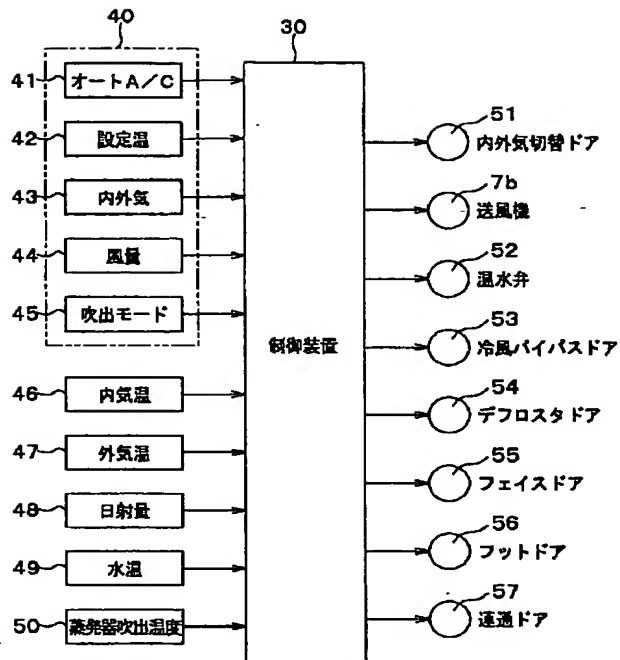 40
30
41 オートA/C
42 設定温
43 内外気
44 風量
45 吹出モード
46 内気温
47 外気温
48 日射量
49 水温
50 蒸発器吹出温度
制御装置
51
内外気切替ドア
7b
送風機
52
温水弁
53
冷風バイパスドア
54
デフロスタドア
55
フェイスドア
56
フットドア
57
連通ドア